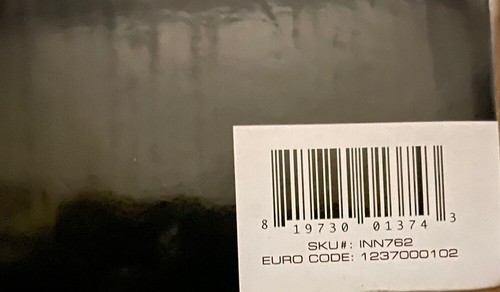 8 19730 01374 3
SKU#: INN762
EURO CODE: 1237000102